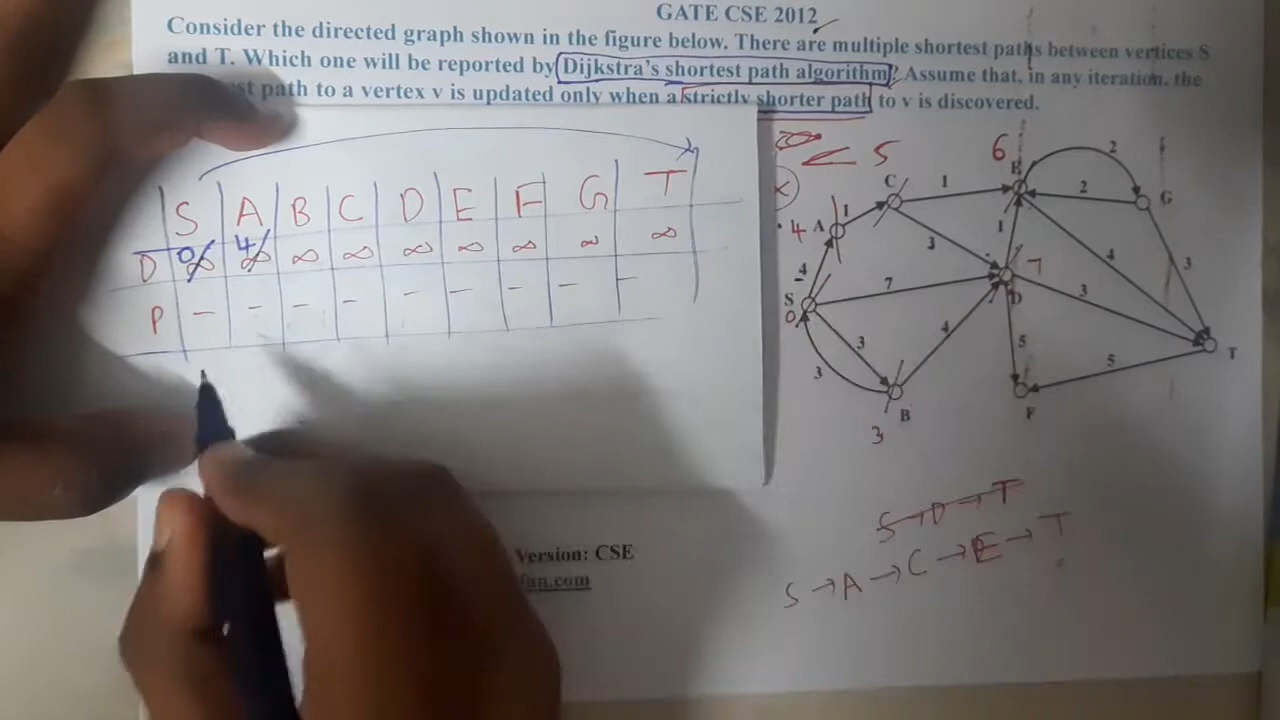 GATE CSE 2012
Consider the directed graph shown in the figure below. There are multiple shortest paths between vertices S
and T. Which one will be reported by Dijkstra's shortest path algorithm? Assume that, in any iteration, the
path to a vertex v is updated only when a strictly shorter path to v is discovered.
S A B C D E F G T
D 0 ∞ 4 ∞ ∞ ∞ ∞ ∞ ∞ ∞ ∞
P - - - - - - - - -
∞ < 5
6
2
C 1 E 2 G
4 A 1
3 1 4 3
4
S 7 D 7
0
3 4 3
5 T
3 5
B F
3
S→D→T
S→A→C→E→T
Version: CSE
fan.com